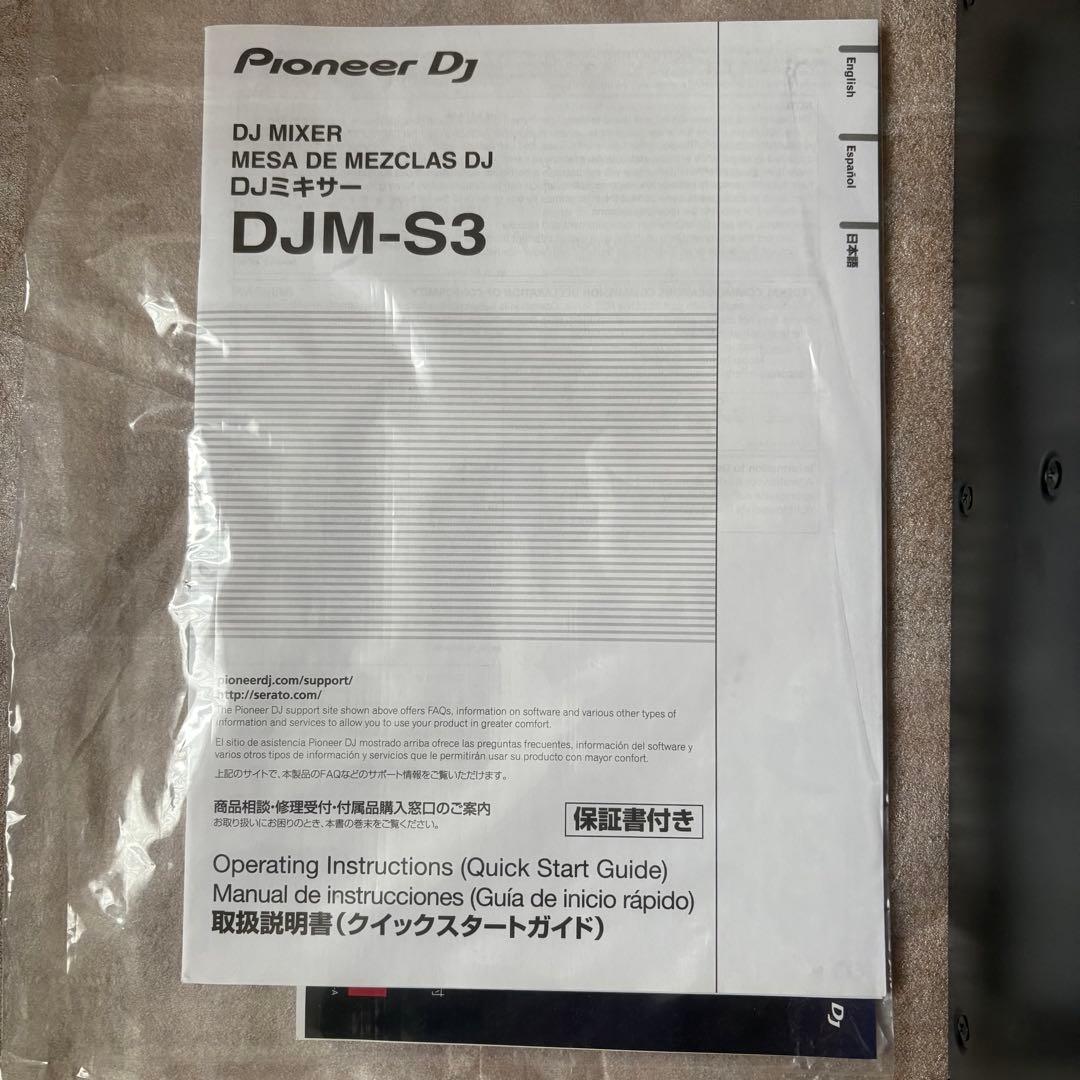 Pioneer DJ
DJ MIXER
MESA DE MEZCLAS DJ
DJミキサー
DJM-S3
English
Español
日本語
pioneerdj.com/support/
http://serato.com/
The Pioneer DJ support site shown above offers FAQs, information on software and various other types of
information and services to allow you to use your product in greater comfort.
El sitio de asistencia Pioneer DJ mostrado arriba ofrece las preguntas frecuentes, información del software y
varios otros tipos de información y servicios que le permitirán usar su producto con mayor confort.
上記のサイトで、本製品のFAQなどのサポート情報をご覧いただけます。
商品相談・修理受付・付属品購入窓口のご案内
お取り扱いにお困りのとき、本書の巻末をご覧ください。
保証書付き
Operating Instructions (Quick Start Guide)
Manual de instrucciones (Guía de inicio rápido)
取扱説明書(クイックスタートガイド)
DJ